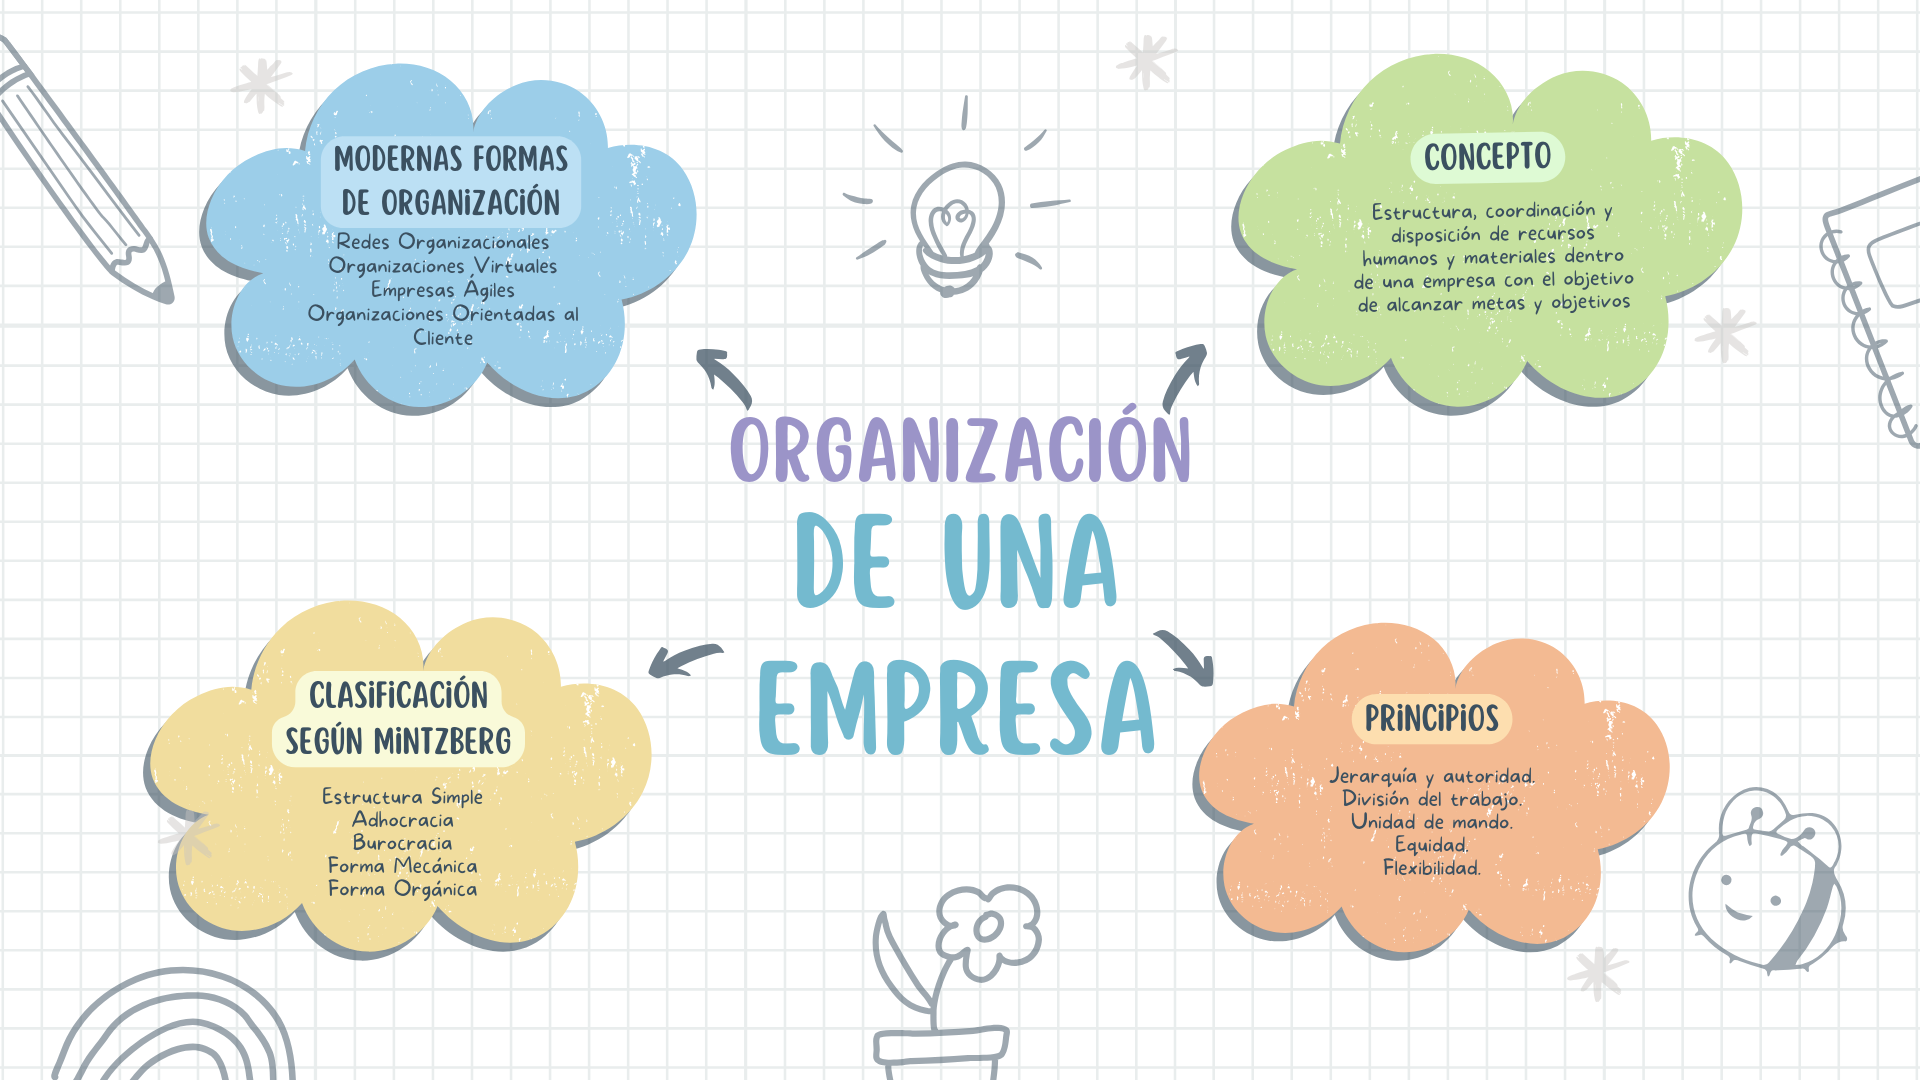 MODERNAS FORMAS
DE ORGANIZACIÓN
Redes Organizacionales
Organizaciones Virtuales
Empresas Ágiles
Organizaciones Orientadas al
Cliente
CONCEPTO
Estructura, coordinación y
disposición de recursos
humanos y materiales dentro
de una empresa con el objetivo
de alcanzar metas y objetivos
ORGANIZACIÓN
DE UNA
EMPRESA
CLASIFICACIÓN
SEGÚN MINTZBERG
Estructura Simple
Adhocracia
Burocracia
Forma Mecánica
Forma Orgánica
PRINCIPIOS
Jerarquía y autoridad.
División del trabajo.
Unidad de mando.
Equidad.
Flexibilidad.